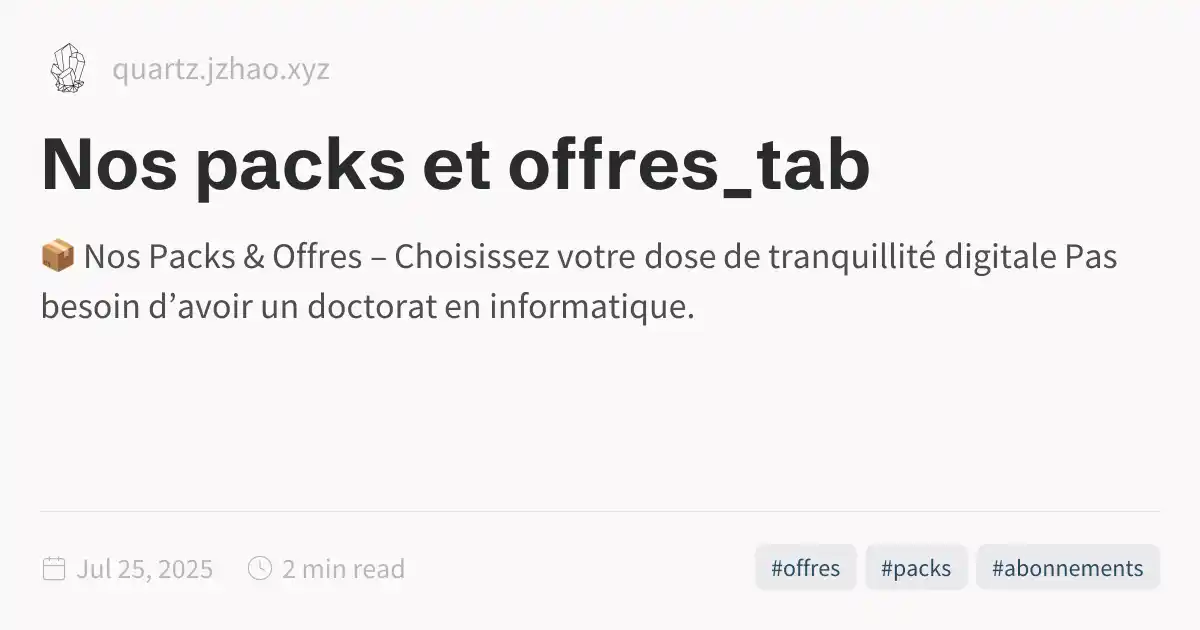 quartz.jzhao.xyz
Nos packs et offres_tab
📦 Nos Packs & Offres – Choisissez votre dose de tranquillité digitale Pas
besoin d’avoir un doctorat en informatique.
Jul 25, 2025 2 min read #offres #packs #abonnements